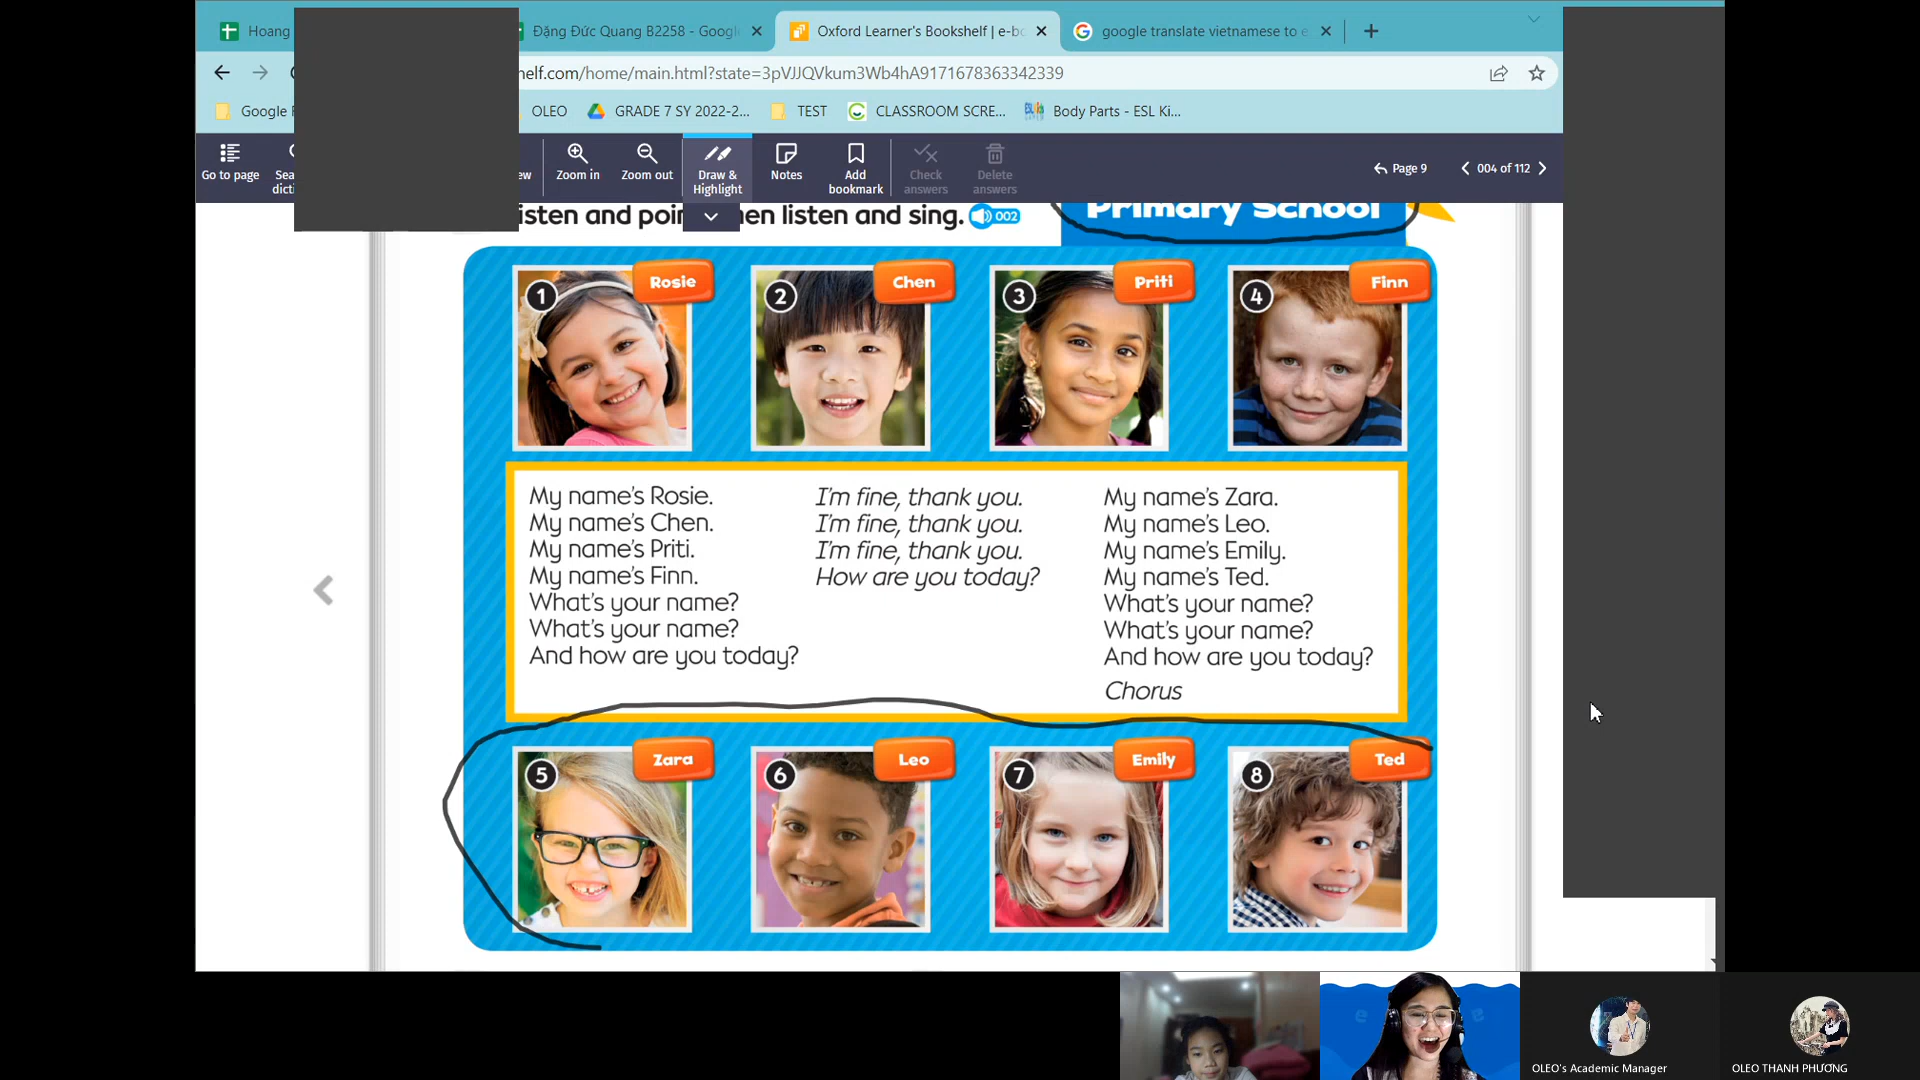 Hoang
Đặng Đức Quang B2258 - Googl
Oxford Learner's Bookshelf | e-bo
google translate vietnamese to e
helf.com/home/main.html?state=3pVJJQVkum3Wb4hA9171678363342339
Google
OLEO
GRADE 7 SY 2022-2...
TEST
CLASSROOM SCRE...
Body Parts - ESL Ki...
Go to page
Zoom in
Zoom out
Draw & Highlight
Notes
Add bookmark
Check answers
Delete answers
Page 9
004 of 112
isten and poin hen listen and sing. 002
Primary School
1 Rosie
2 Chen
3 Priti
4 Finn
My name's Rosie.
My name's Chen.
My name's Priti.
My name's Finn.
What's your name?
What's your name?
And how are you today?
I'm fine, thank you.
I'm fine, thank you.
I'm fine, thank you.
How are you today?
My name's Zara.
My name's Leo.
My name's Emily.
My name's Ted.
What's your name?
What's your name?
And how are you today?
Chorus
5 Zara
6 Leo
7 Emily
8 Ted
OLEO's Academic Manager
OLEO THANH PHƯƠNG